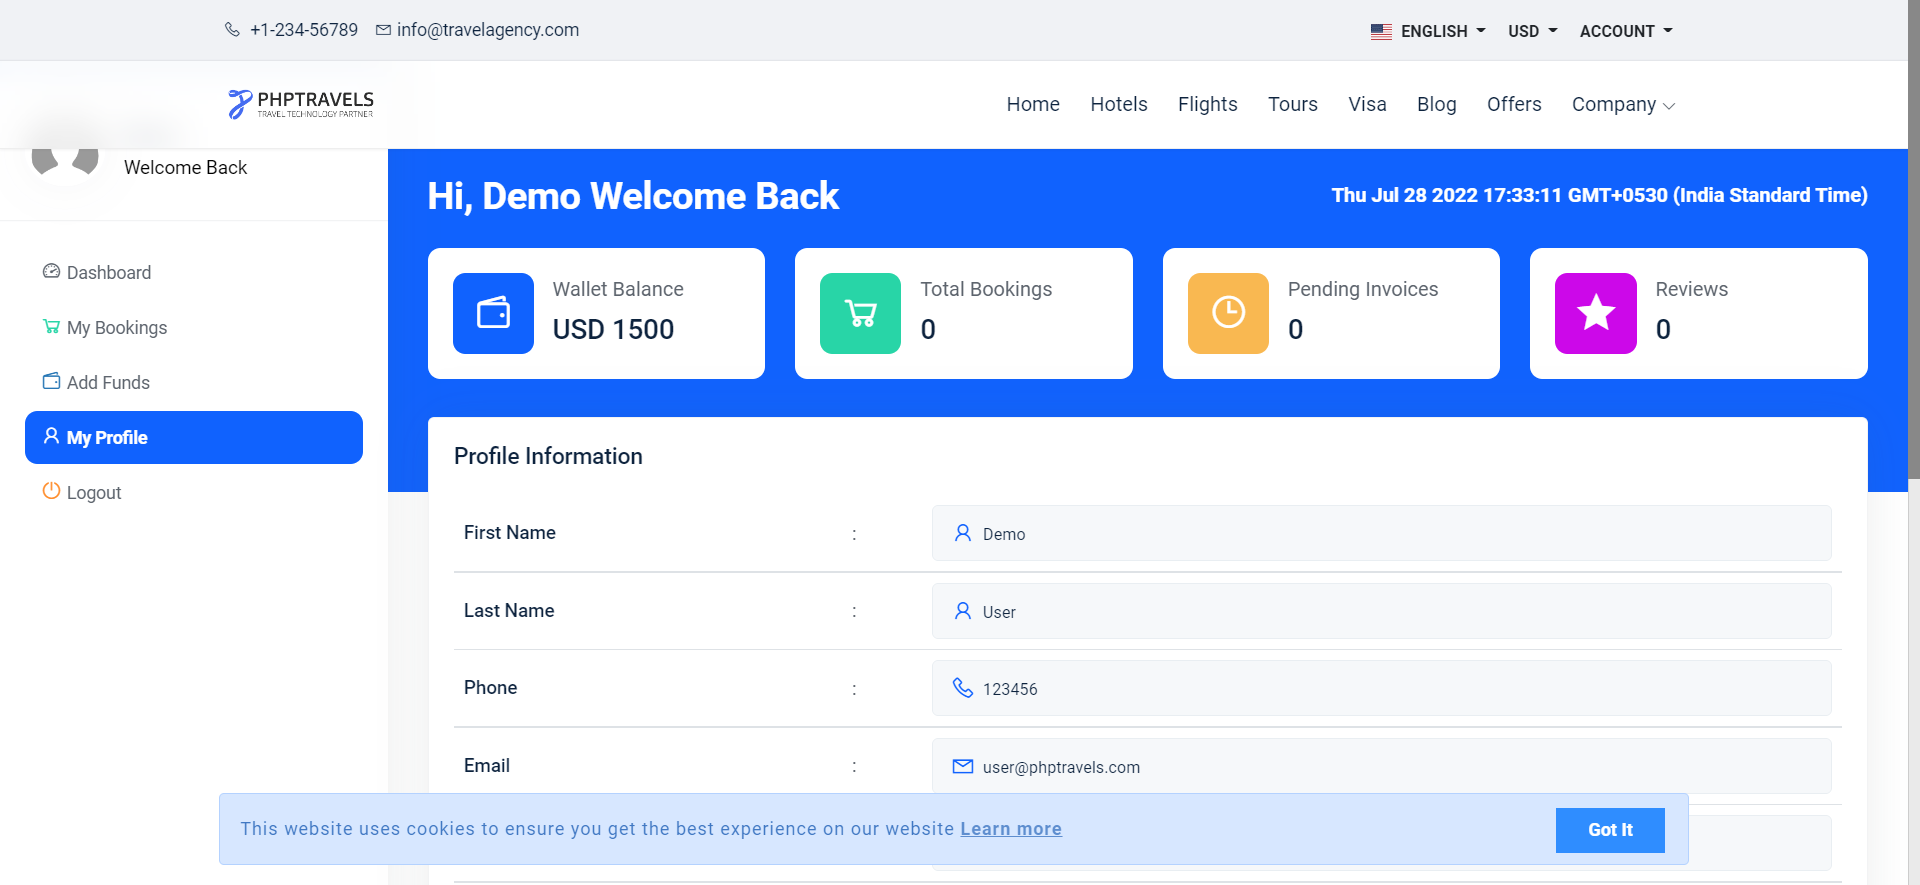 +1-234-56789 info@travelagency.com
ENGLISH USD ACCOUNT
PHPTRAVELS
TRAVEL TECHNOLOGY PARTNER
Home Hotels Flights Tours Visa Blog Offers Company
Welcome Back
Dashboard
My Bookings
Add Funds
My Profile
Logout
Hi, Demo Welcome Back
Thu Jul 28 2022 17:33:11 GMT+0530 (India Standard Time)
Wallet Balance
USD 1500
Total Bookings
0
Pending Invoices
0
Reviews
0
Profile Information
First Name : Demo
Last Name : User
Phone : 123456
Email : user@phptravels.com
This website uses cookies to ensure you get the best experience on our website Learn more
Got It